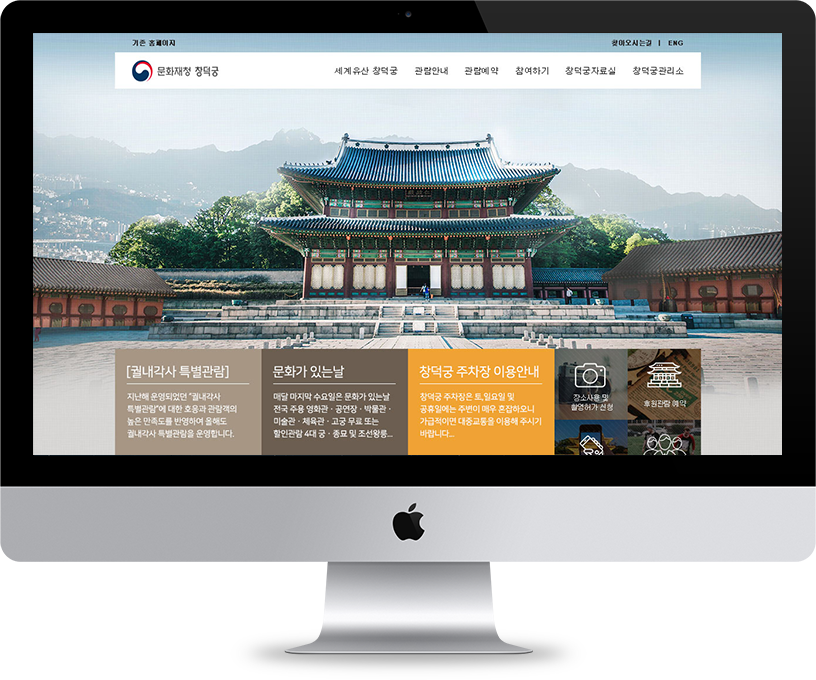 기존 홈페이지
찾아오시는길 | ENG
문화재청 창덕궁
세계유산 창덕궁 관람안내 관람예약 참여하기 창덕궁자료실 창덕궁관리소
[궐내각사 특별관람]
지난해 운영되었던 "궐내각사
특별관람"에 대한 호응과 관람객의
높은 만족도를 반영하여 올해도
궐내각사 특별관람을 운영합니다.
문화가 있는날
매달 마지막 수요일은 문화가 있는날
전국 주용 영화관 · 공연장 · 박물관 ·
미술관 · 체육관 · 고궁 무료 또는
할인관람 4대 궁 · 종묘 및 조선왕릉...
창덕궁 주차장 이용안내
창덕궁 주차장은 토,일요일 및
공휴일에는 주변이 매우 혼잡하오니
가급적이면 대중교통을 이용해 주시기
바랍니다...
장소사용 및
촬영허가 신청
후원관람 예약